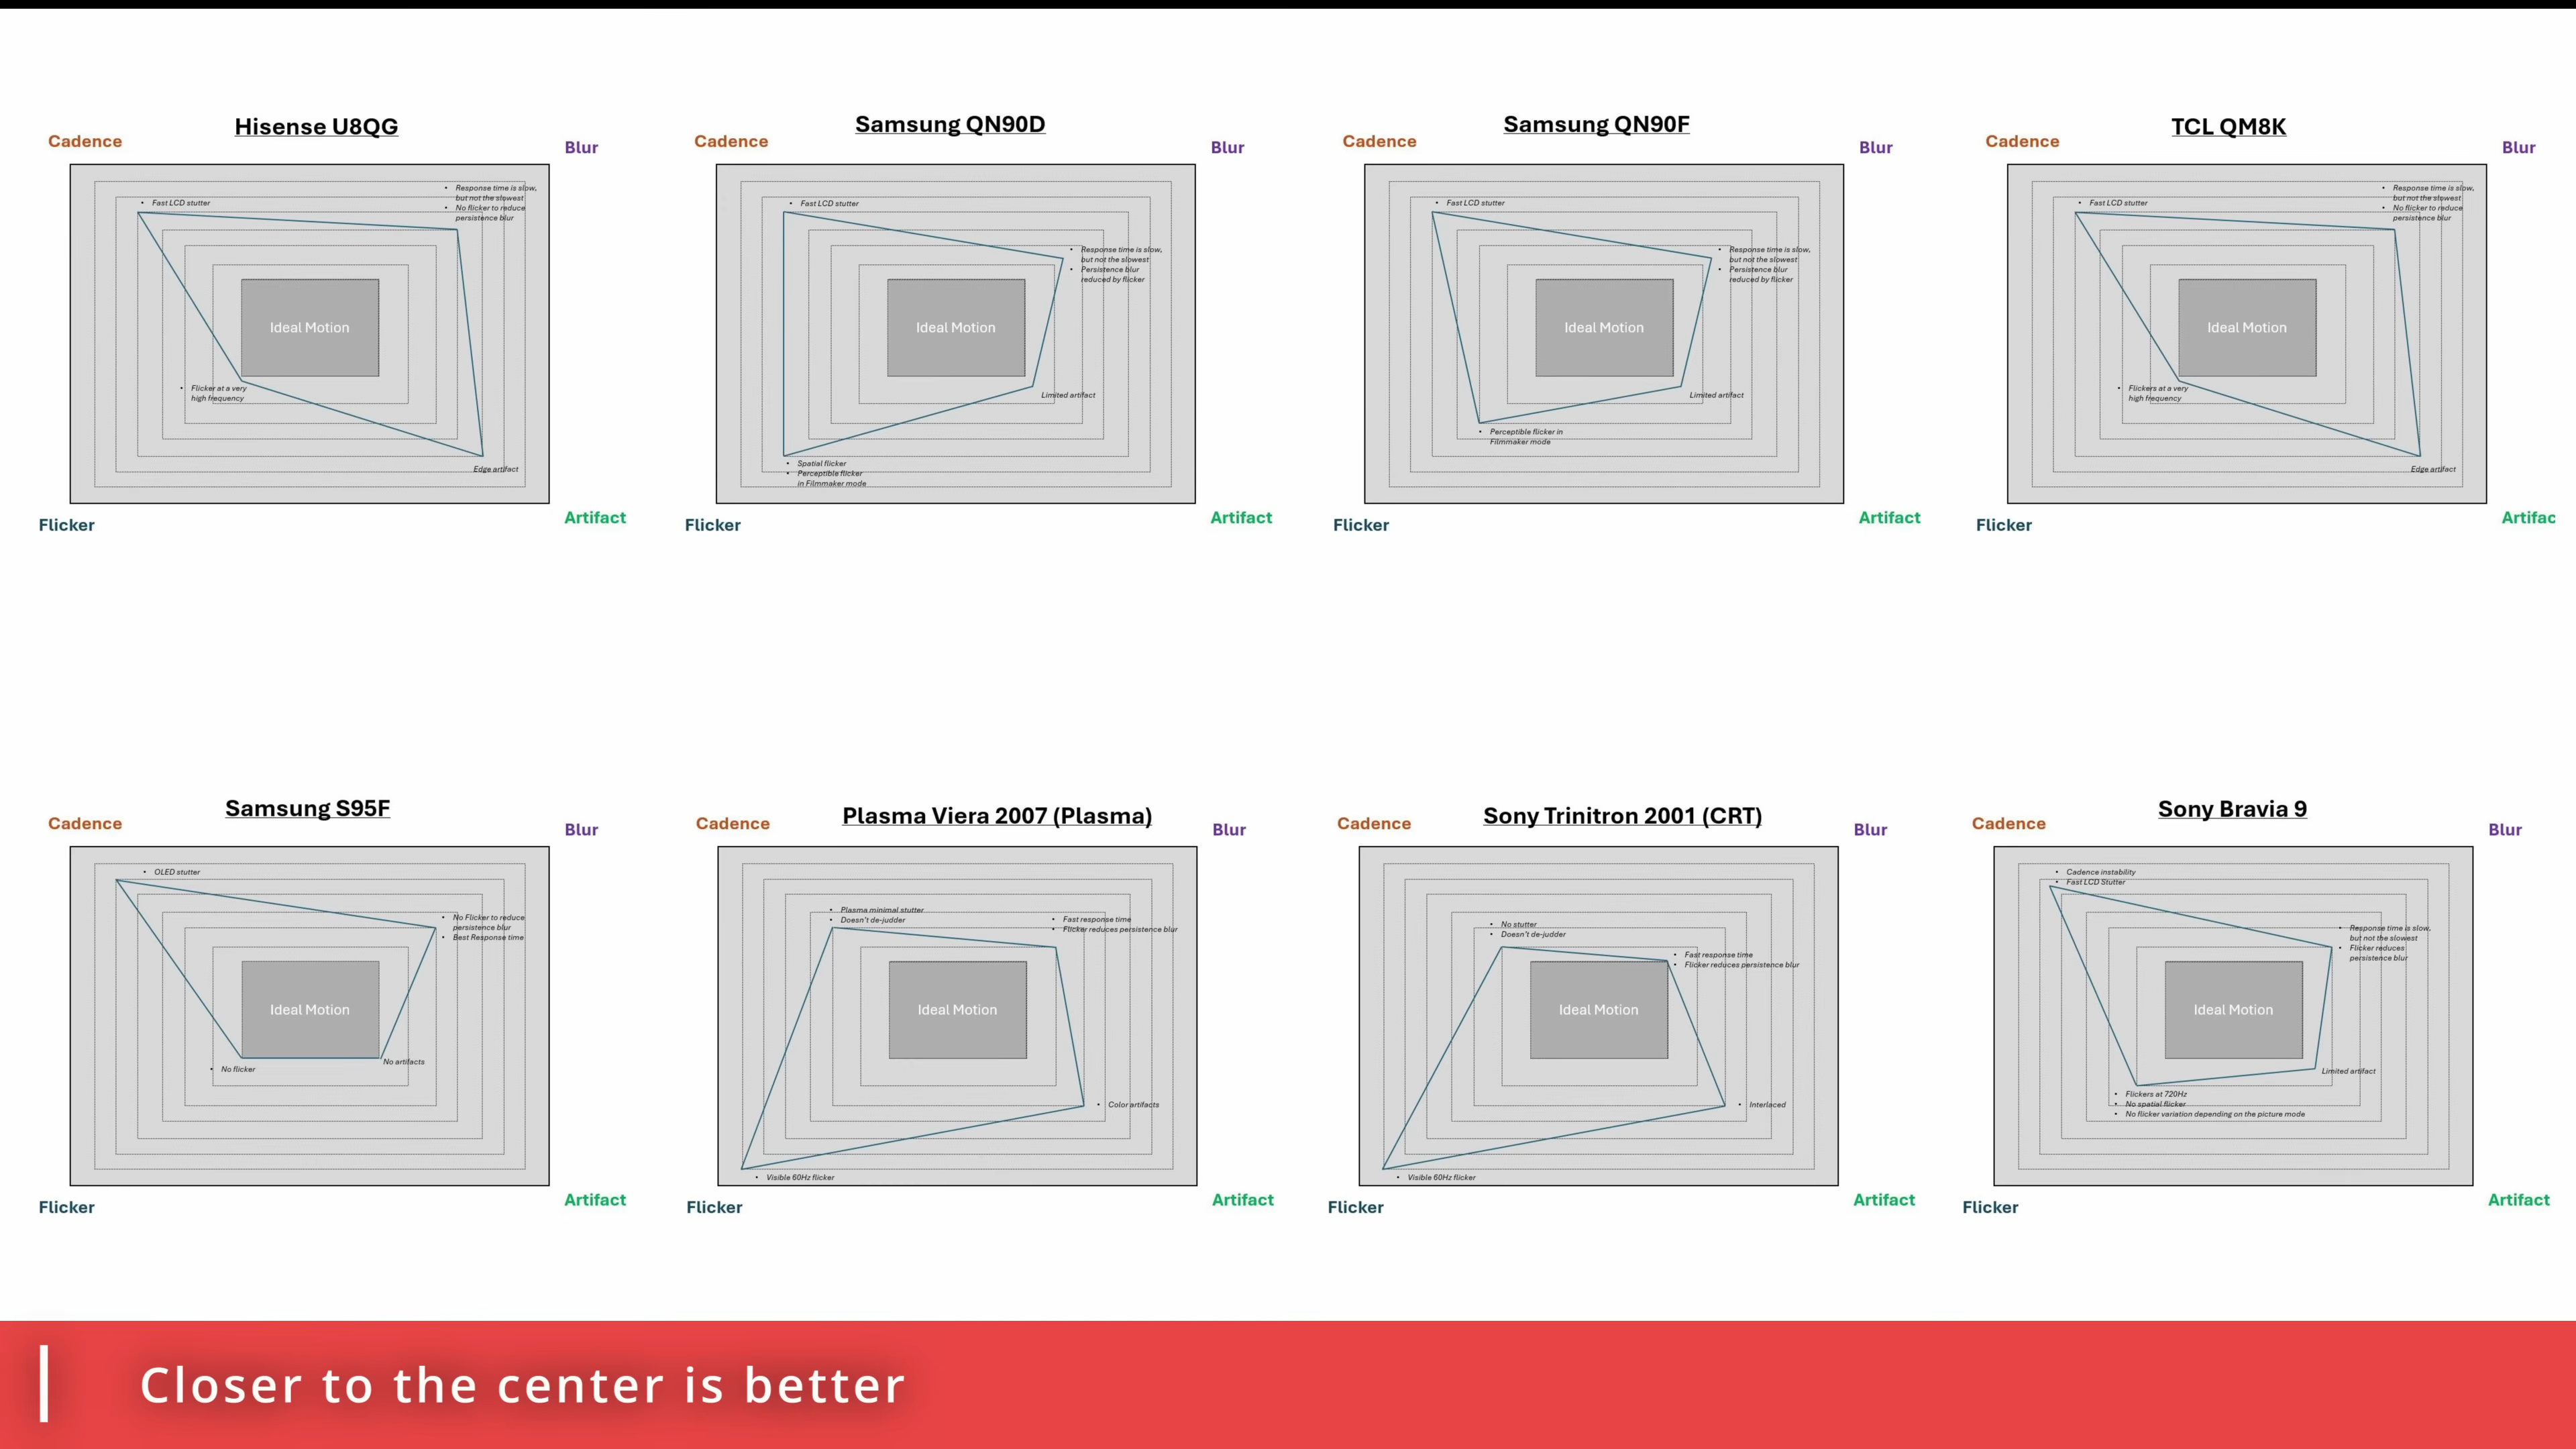 Hisense U8QG
Cadence
Blur
• Response time is slow,
but not the slowest
• No flicker to reduce
persistence blur
• Fast LCD stutter
Ideal Motion
• Flicker at a very
high frequency
Edge artifact
Flicker
Artifact
Samsung QN90D
Cadence
Blur
• Fast LCD stutter
• Response time is slow,
but not the slowest
• Persistence blur
reduced by flicker
Ideal Motion
Limited artifact
• Spatial flicker
• Perceptible flicker
in Filmmaker mode
Flicker
Artifact
Samsung QN90F
Cadence
Blur
• Fast LCD stutter
• Response time is slow,
but not the slowest
• Persistence blur
reduced by flicker
Ideal Motion
Limited artifact
• Perceptible flicker in
Filmmaker mode
Flicker
Artifact
TCL QM8K
Cadence
Blur
• Response time is slow,
but not the slowest
• No flicker to reduce
persistence blur
• Fast LCD stutter
Ideal Motion
• Flickers at a very
high frequency
Edge artifact
Flicker
Artifac
Samsung S95F
Cadence
Blur
• OLED stutter
• No Flicker to reduce
persistence blur
• Best Response time
Ideal Motion
No artifacts
• No flicker
Flicker
Artifact
Plasma Viera 2007 (Plasma)
Cadence
Blur
• Plasma minimal stutter
• Doesn't de-judder
• Fast response time
• Flicker reduces persistence blur
Ideal Motion
• Color artifacts
• Visible 60Hz flicker
Flicker
Artifact
Sony Trinitron 2001 (CRT)
Cadence
Blur
• No stutter
• Doesn't de-judder
• Fast response time
• Flicker reduces persistence blur
Ideal Motion
• Interlaced
• Visible 60Hz flicker
Flicker
Artifact
Sony Bravia 9
Cadence
Blur
• Cadence instability
• Fast LCD Stutter
• Response time is slow,
but not the slowest
• Flicker reduces
persistence blur
Ideal Motion
Limited artifact
• Flickers at 720Hz
• No spatial flicker
• No flicker variation depending on the picture mode
Flicker
Artifact
Closer to the center is better